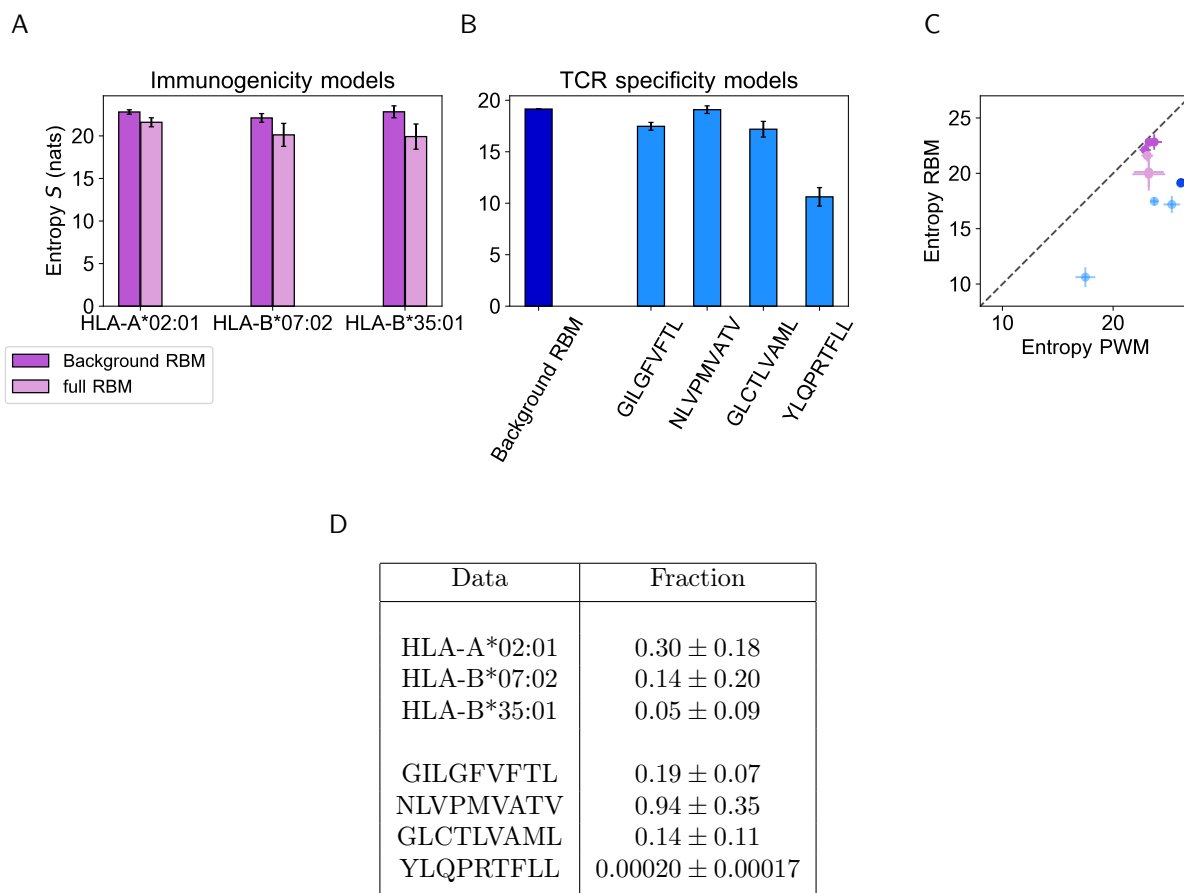 A
B
C
Immunogenicity models
Entropy S (nats)
20
15
10
5
0
HLA-A*02:01
HLA-B*07:02
HLA-B*35:01
Background RBM
full RBM
TCR specificity models
20
15
10
5
0
Background RBM
GILGFVFTL
NLVPMVATV
GLCTLVAML
YLQPRTFLL
Entropy RBM
25
20
15
10
10
20
Entropy PWM
D
Data Fraction
HLA-A*02:01 0.30 ± 0.18
HLA-B*07:02 0.14 ± 0.20
HLA-B*35:01 0.05 ± 0.09
GILGFVFTL 0.19 ± 0.07
NLVPMVATV 0.94 ± 0.35
GLCTLVAML 0.14 ± 0.11
YLQPRTFLL 0.00020 ± 0.00017